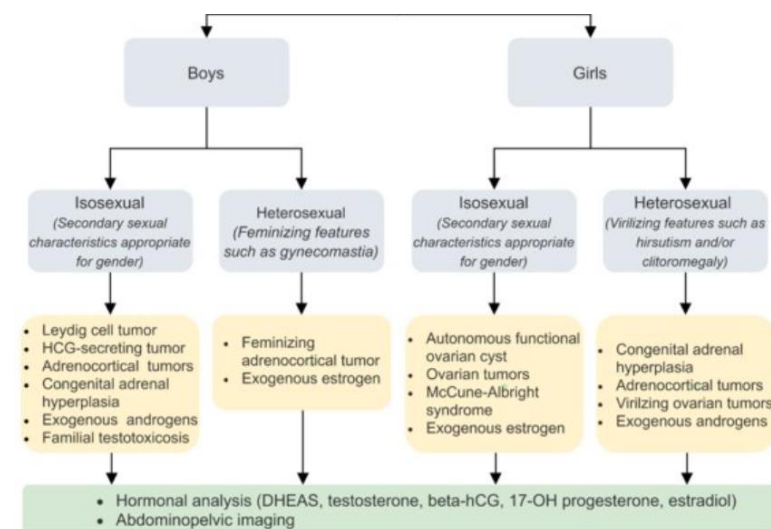 Boys
Girls
Isosexual
(Secondary sexual
characteristics appropriate
for gender)
Heterosexual
(Feminizing features
such as gynecomastia)
Isosexual
(Secondary sexual
characteristics appropriate
for gender)
Heterosexual
(Virilizing features such as
hirsutism and/or
clitoromegaly)
• Leydig cell tumor
• HCG-secreting tumor
• Adrenocortical tumors
• Congenital adrenal
hyperplasia
• Exogenous androgens
• Familial testotoxicosis
• Feminizing
adrenocortical tumor
• Exogenous estrogen
• Autonomous functional
ovarian cyst
• Ovarian tumors
• McCune-Albright
syndrome
• Exogenous estrogen
• Congenital adrenal
hyperplasia
• Adrenocortical tumors
• Virilzing ovarian tumors
• Exogenous androgens
• Hormonal analysis (DHEAS, testosterone, beta-hCG, 17-OH progesterone, estradiol)
• Abdominopelvic imaging